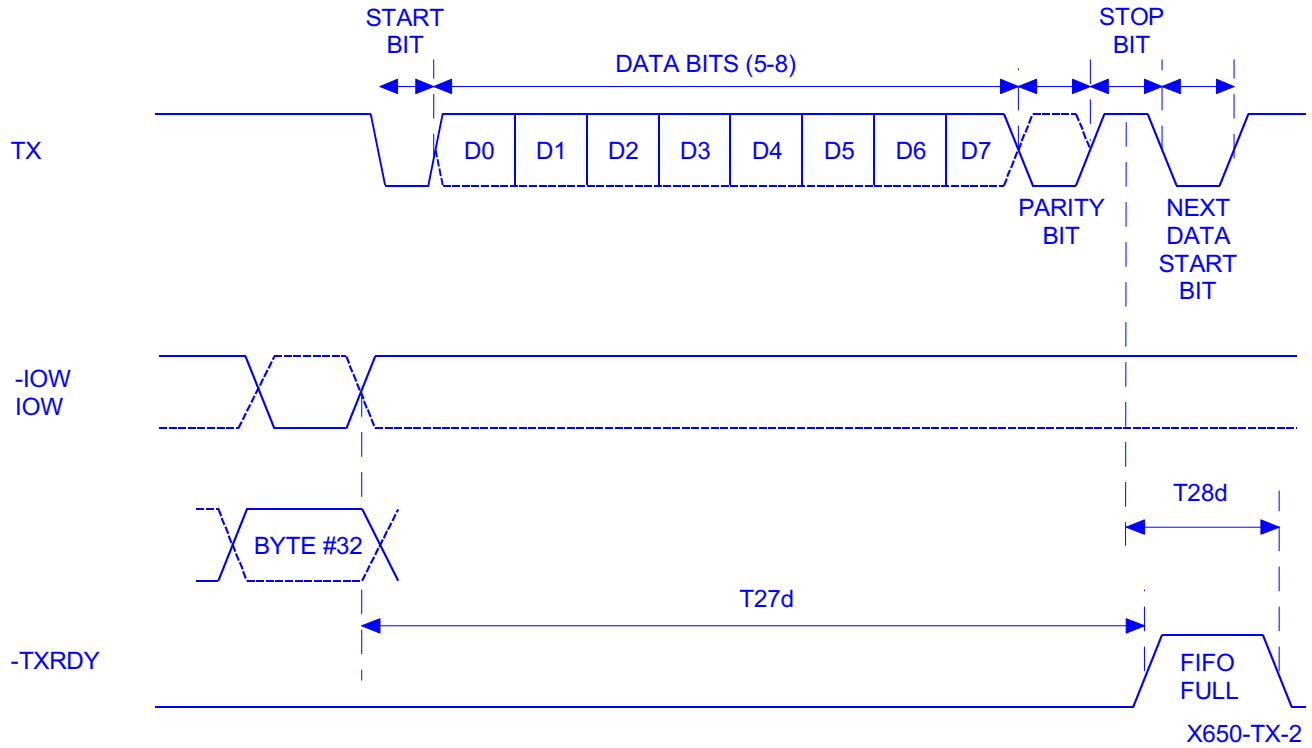 START
BIT
STOP
BIT
DATA BITS (5-8)
TX
D0 D1 D2 D3 D4 D5 D6 D7
PARITY
BIT
NEXT
DATA
START
BIT
-IOW
IOW
T28d
BYTE #32
T27d
-TXRDY
FIFO
FULL
X650-TX-2